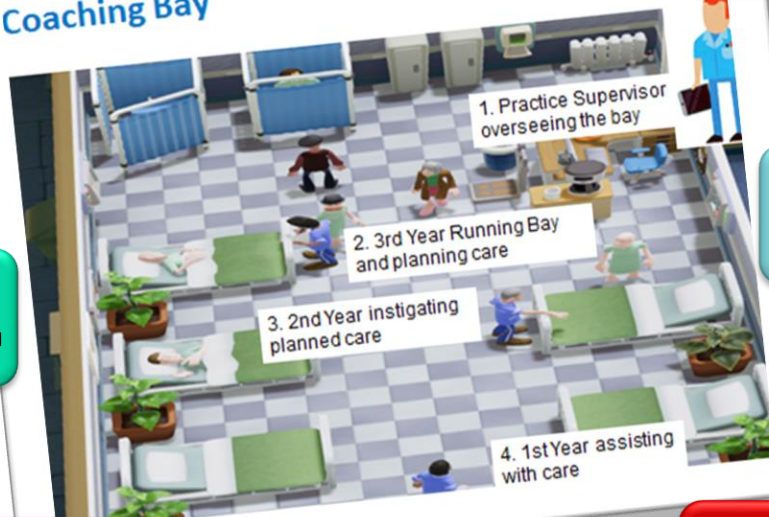 Coaching Bay
1. Practice Supervisor
overseeing the bay
2. 3rd Year Running Bay
and planning care
3. 2nd Year instigating
planned care
4. 1st Year assisting
with care